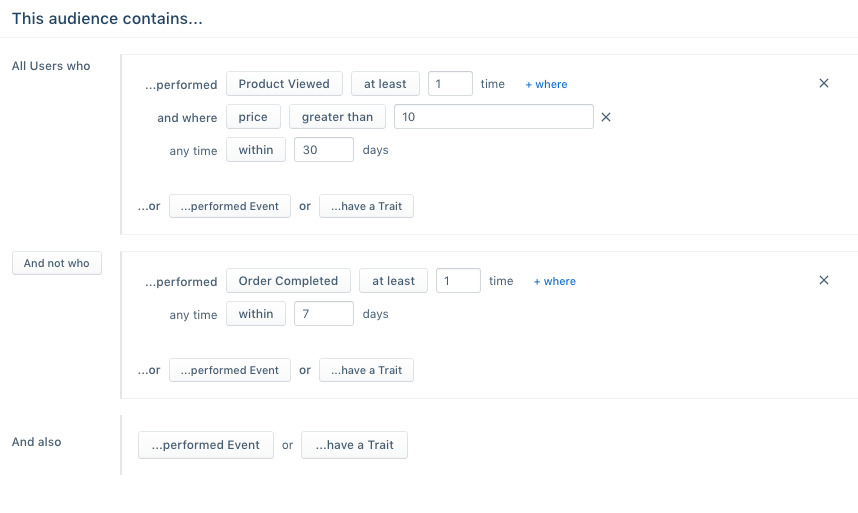 This audience contains...
All Users who
...performed Product Viewed at least 1 time + where
and where price greater than 10
any time within 30 days
...or ...performed Event or ...have a Trait
And not who
...performed Order Completed at least 1 time + where
any time within 7 days
...or ...performed Event or ...have a Trait
And also
...performed Event or ...have a Trait